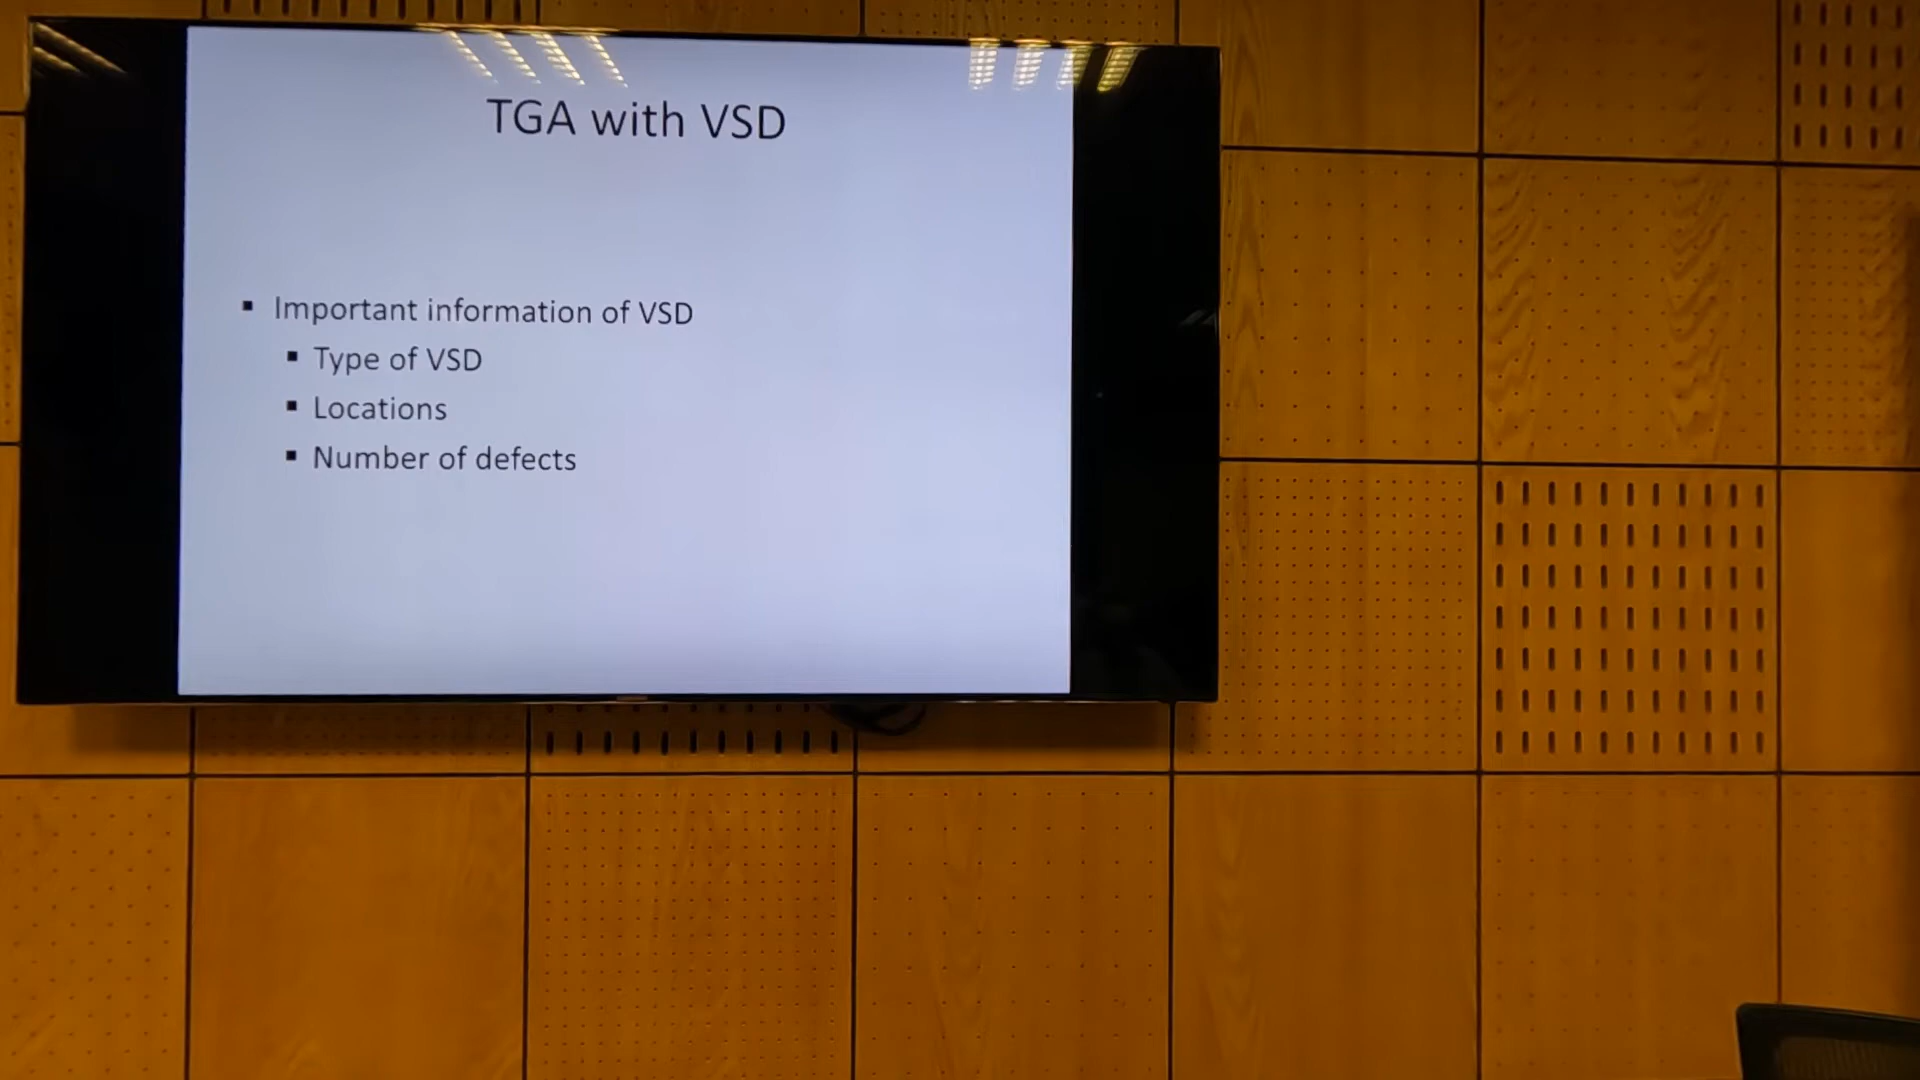 TGA with VSD
▪ Important information of VSD
▪ Type of VSD
▪ Locations
▪ Number of defects